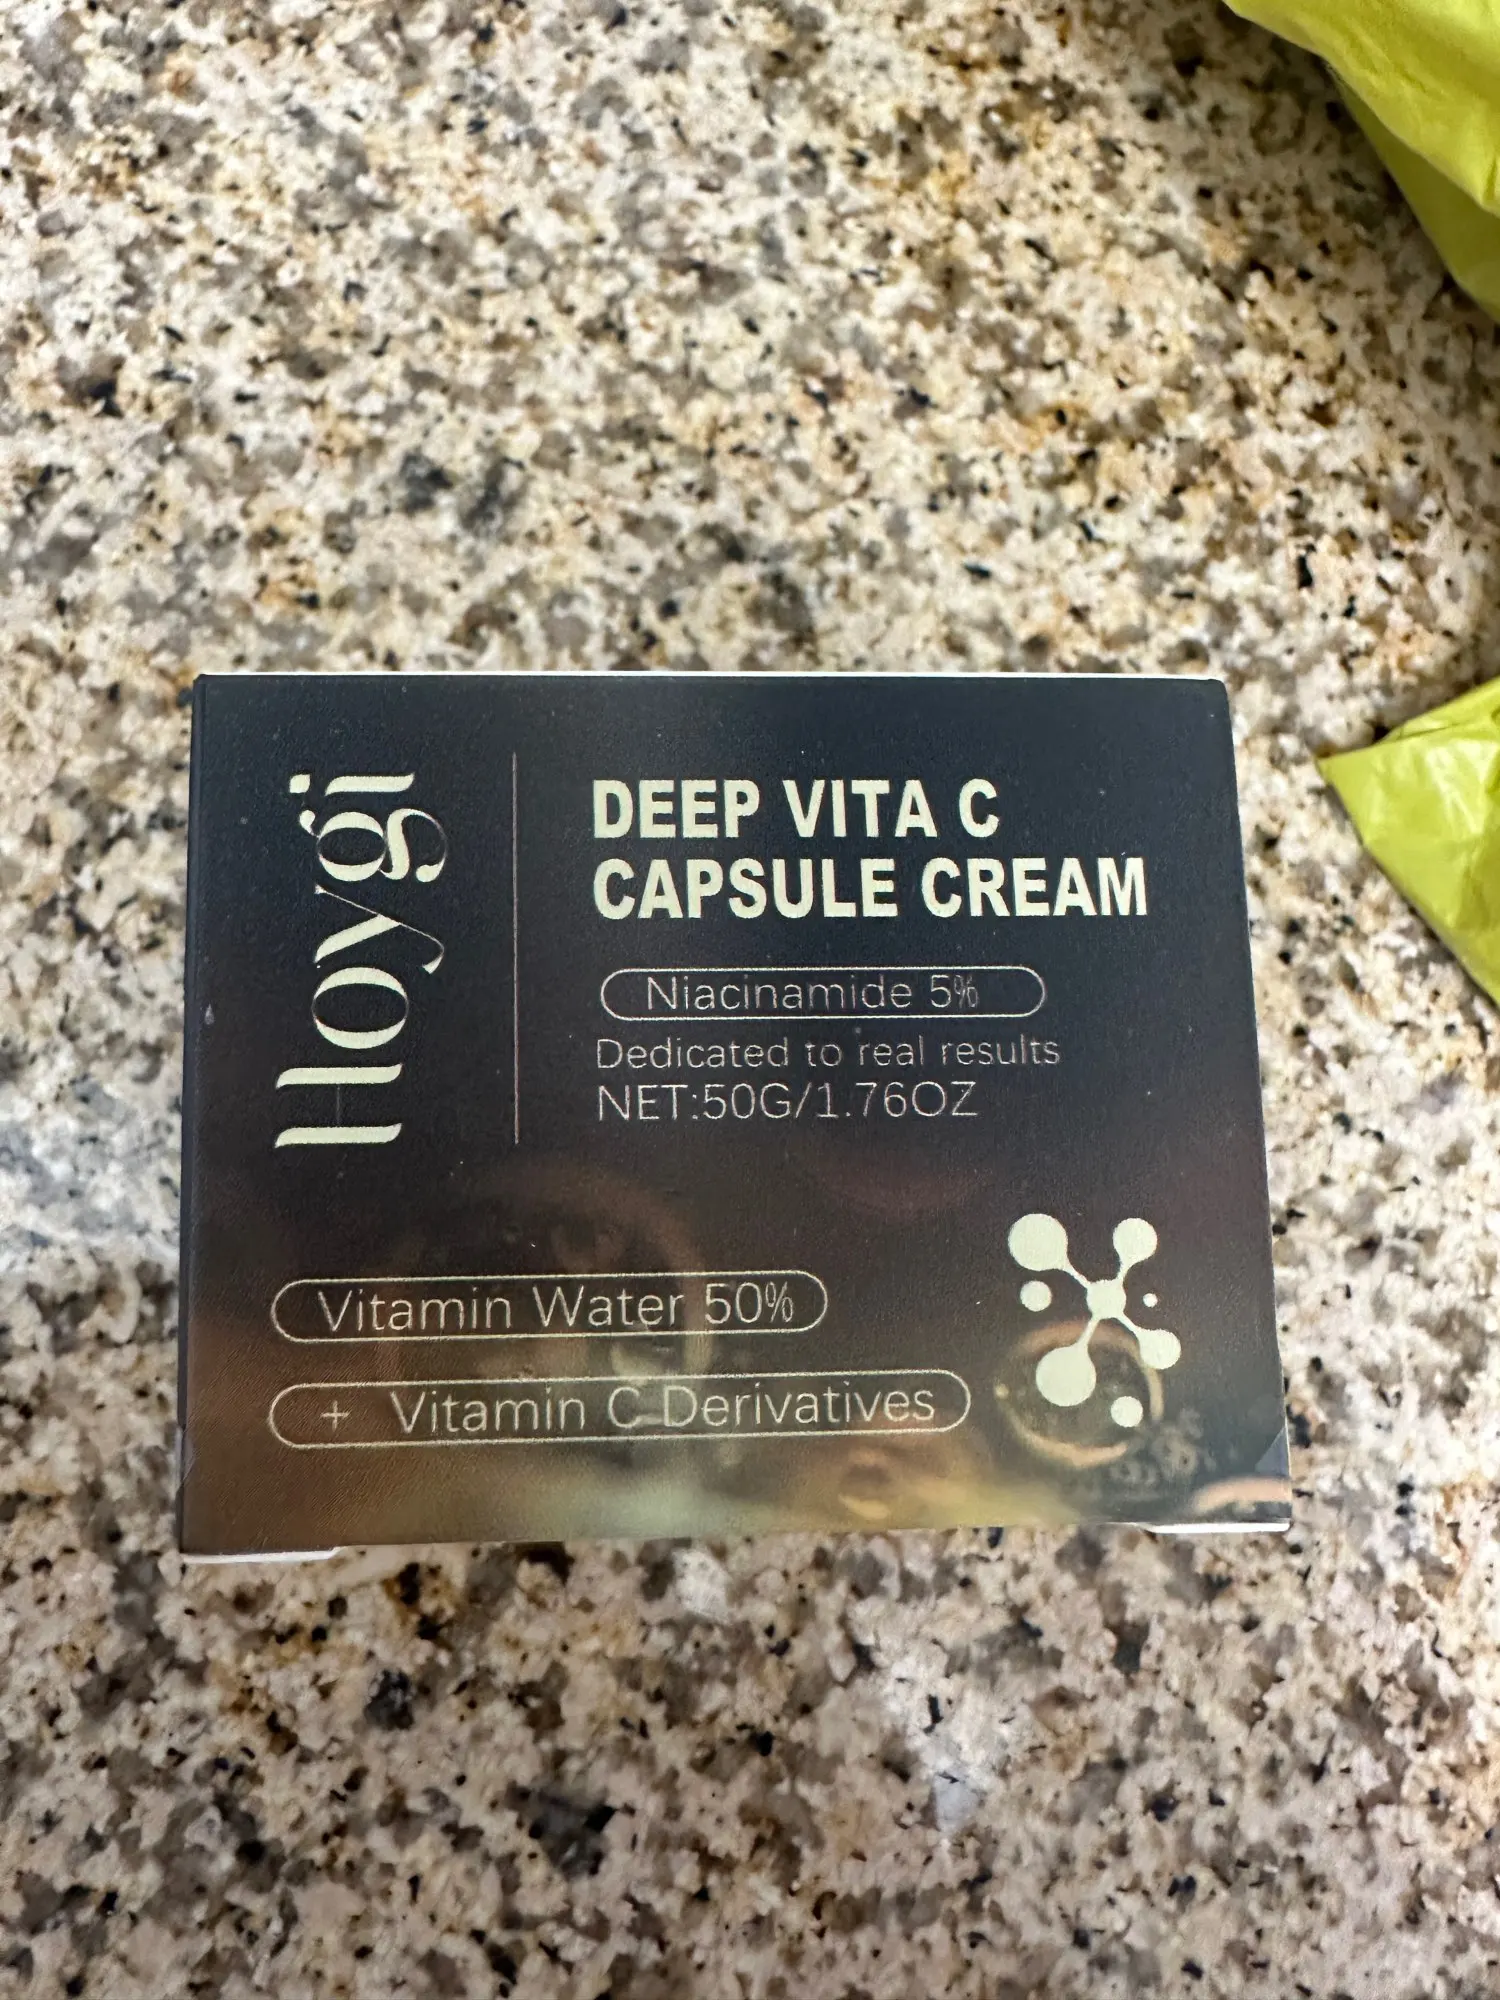 Hoygi
DEEP VITA C
CAPSULE CREAM
Niacinamide 5%
Dedicated to real results
NET:50G/1.76OZ
Vitamin Water 50%
+ Vitamin C Derivatives